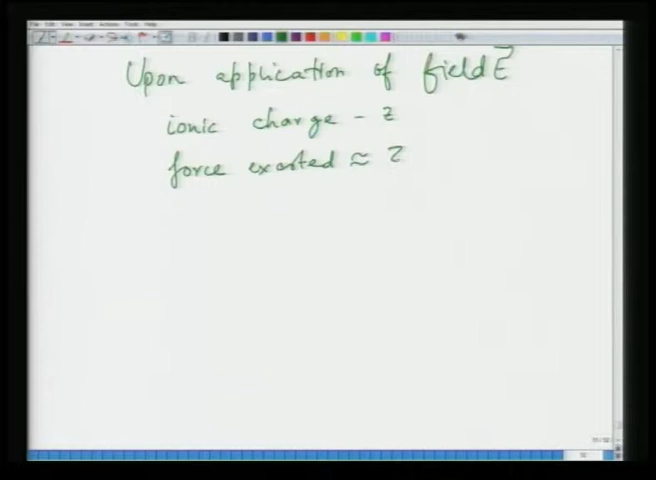 Upon application of field E⃗
ionic charge - z
force exerted ≈ Z